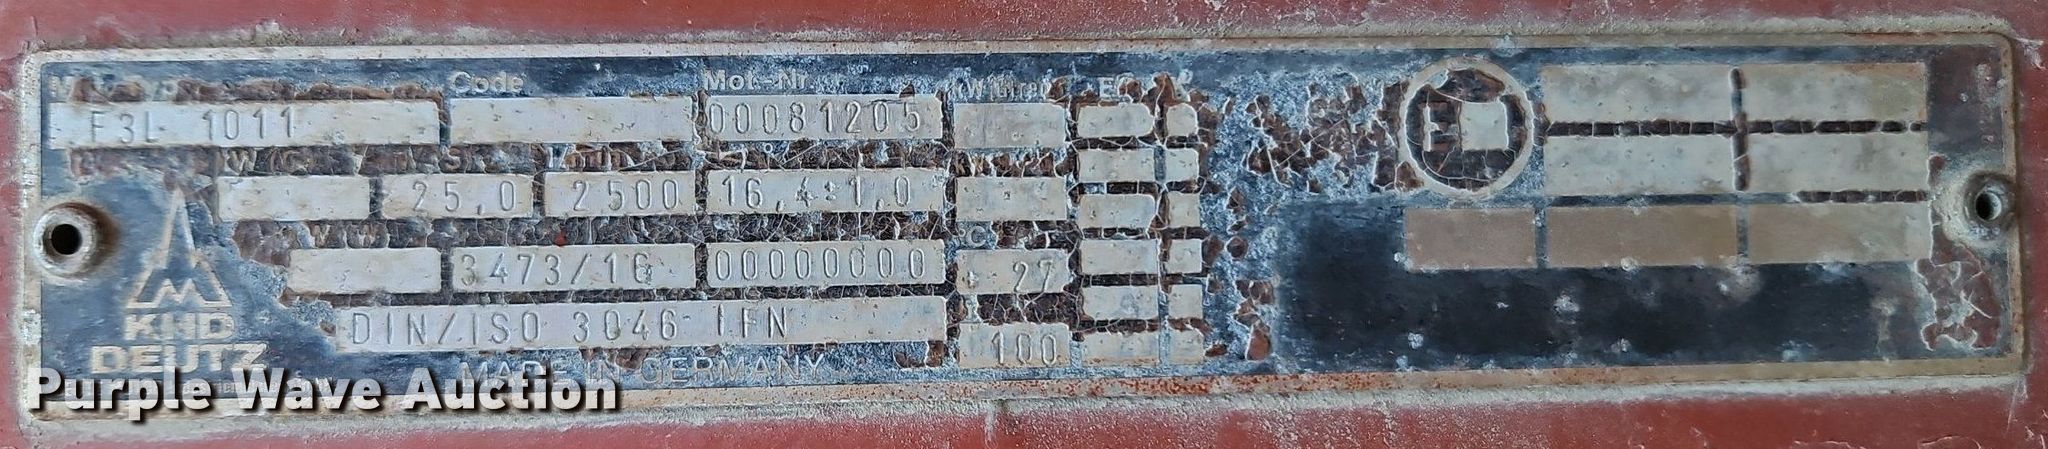 Code Mot.-Nr.
F3L 1011 00081205
25,0 2500 16,4:1,0
°C
3473/16 00000000 + 27
DIN/ISO 3046 IFN
100
KHD
DEUTZ
MADE IN GERMANY
E
Purple Wave Auction